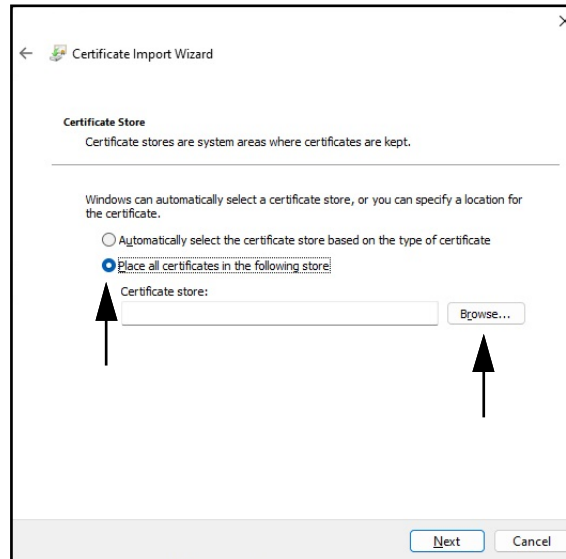 Certificate Import Wizard
Certificate Store
Certificate stores are system areas where certificates are kept.
Windows can automatically select a certificate store, or you can specify a location for
the certificate.
Automatically select the certificate store based on the type of certificate
Place all certificates in the following store
Certificate store:
Browse...
Next Cancel